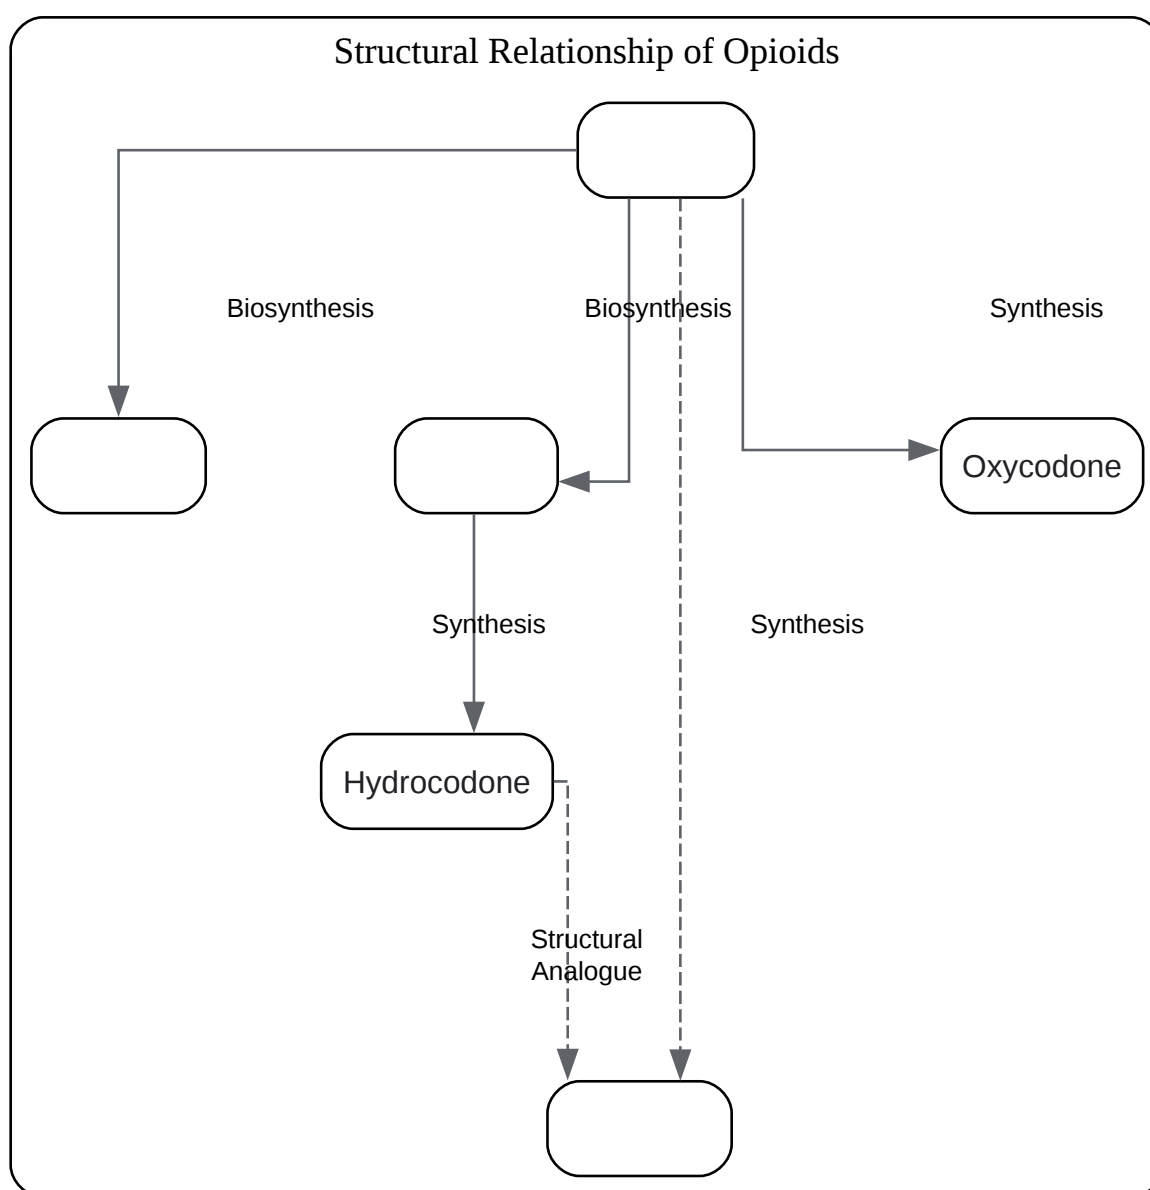 Structural Relationship of Opioids
Biosynthesis
Biosynthesis
Synthesis
Oxycodone
Synthesis
Synthesis
Hydrocodone
Structural
Analogue